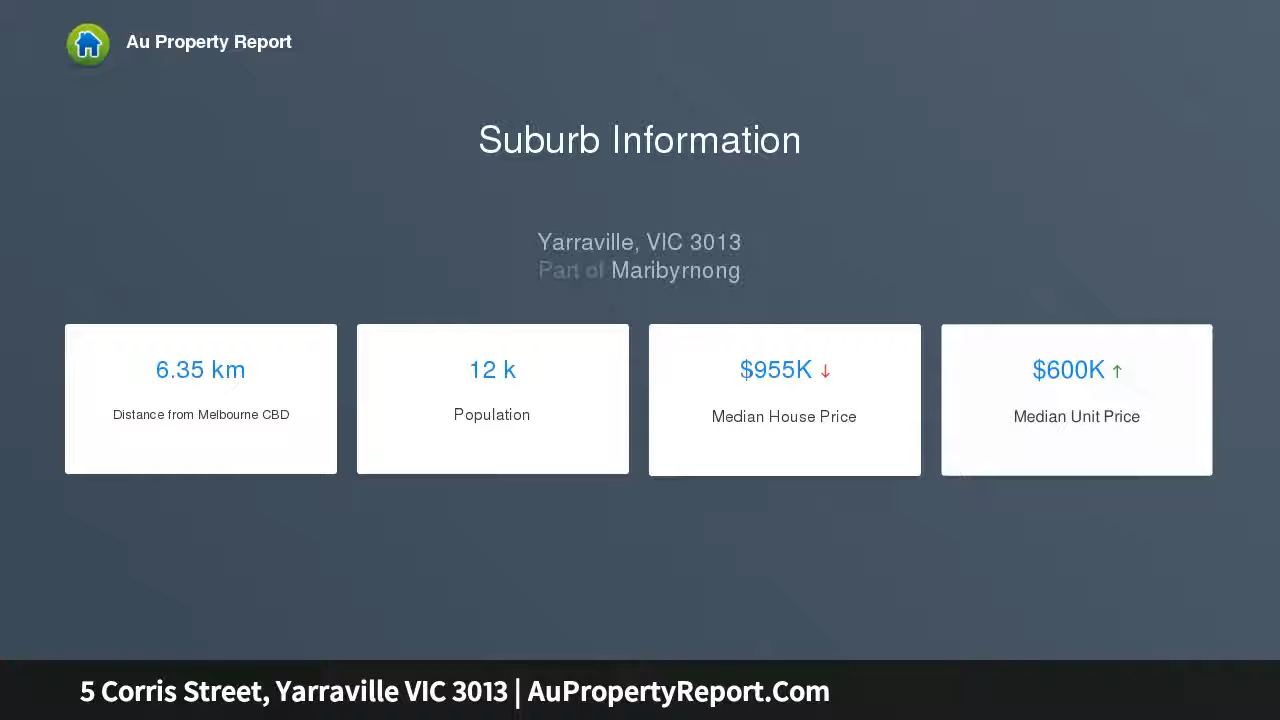 Au Property Report
Suburb Information
Yarraville, VIC 3013
Part of Maribyrnong
6.35 km
Distance from Melbourne CBD
12 k
Population
$955K ↓
Median House Price
$600K ↑
Median Unit Price
5 Corris Street, Yarraville VIC 3013 | AuPropertyReport.Com